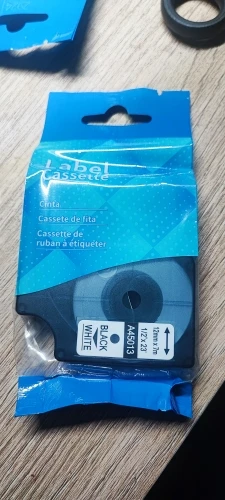 Label
Cassette
Cinta
Cassete de fita
Cassette de
ruban à étiqueter
BLACK
WHITE
A45013
12mm x 7m
1/2"x 23'